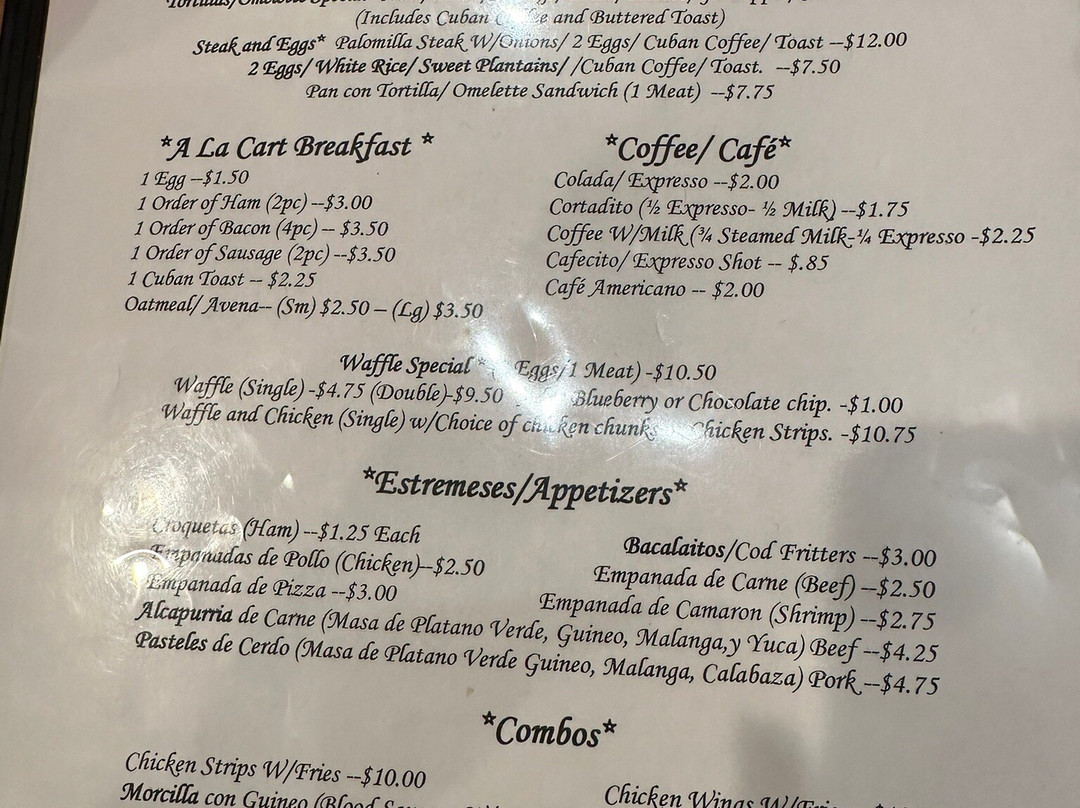 (Includes Cuban and Buttered Toast)
Steak and Eggs* Palomilla Steak W/Onions/ 2 Eggs/ Cuban Coffee/ Toast --$12.00
2 Eggs/ White Rice/ Sweet Plantains/ /Cuban Coffee/ Toast. --$7.50
Pan con Tortilla/ Omelette Sandwich (1 Meat) --$7.75
*A La Cart Breakfast *
1 Egg --$1.50
1 Order of Ham (2pc) --$3.00
1 Order of Bacon (4pc) -- $3.50
1 Order of Sausage (2pc) --$3.50
1 Cuban Toast -- $2.25
Oatmeal/ Avena-- (Sm) $2.50 – (Lg) $3.50
*Coffee/ Café*
Colada/ Expresso --$2.00
Cortadito (½ Expresso- ½ Milk) --$1.75
Coffee W/Milk (¾ Steamed Milk-¼ Expresso -$2.25
Cafecito/ Expresso Shot -- $.85
Café Americano -- $2.00
Waffle Special * ( Eggs/1 Meat) -$10.50
Waffle (Single) -$4.75 (Double)-$9.50 Blueberry or Chocolate chip. -$1.00
Waffle and Chicken (Single) w/Choice of chicken chunks Chicken Strips. -$10.75
*Estremeses/Appetizers*
Croquetas (Ham) --$1.25 Each
Empanadas de Pollo (Chicken)--$2.50
Empanada de Pizza --$3.00
Bacalaitos/Cod Fritters --$3.00
Empanada de Carne (Beef) --$2.50
Empanada de Camaron (Shrimp) --$2.75
Alcapurria de Carne (Masa de Platano Verde, Guineo, Malanga,y Yuca) Beef --$4.25
Pasteles de Cerdo (Masa de Platano Verde Guineo, Malanga, Calabaza) Pork --$4.75
*Combos*
Chicken Strips W/Fries --$10.00
Morcilla con Guineo (Blood
Chicken Wings W/Fries